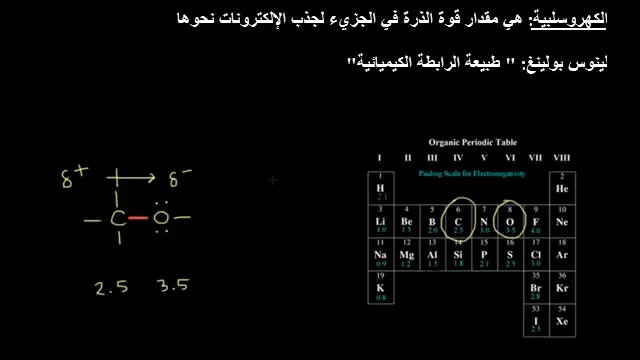 الكهروسلبية: هي مقدار قوة الذرة في الجزيء لجذب الإلكترونات نحوها
لينوس بولينغ: " طبيعة الرابطة الكيميائية"
Organic Periodic Table
I II III IV V VI VII VIII
Pauling Scale for Electronegativity
1 2
H He
2.1
3 4 5 6 7 8 9 10
Li Be B C N O F Ne
1.0 1.5 2.0 2.5 3.0 3.5 4.0
11 12 13 14 15 16 17 18
Na Mg Al Si P S Cl Ar
0.9 1.2 1.5 1.8 2.1 2.5 3.0
19 35 36
K Br Kr
0.8 2.8
53 54
I Xe
2.5
δ+ δ-
C O
2.5 3.5